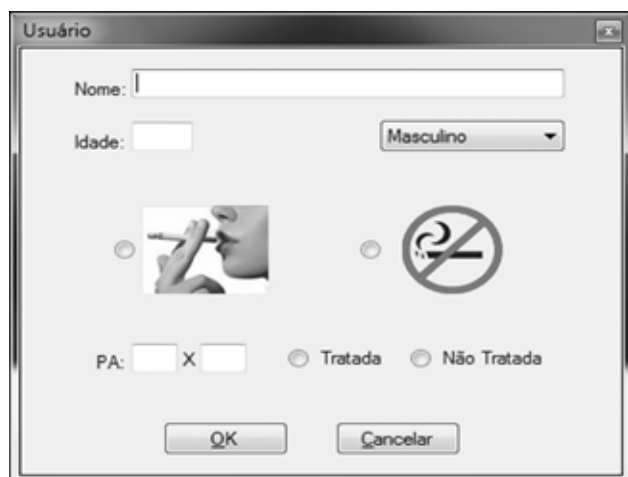 Usuário
Nome:
Idade: Masculino
PA: X Tratada Não Tratada
OK Cancelar